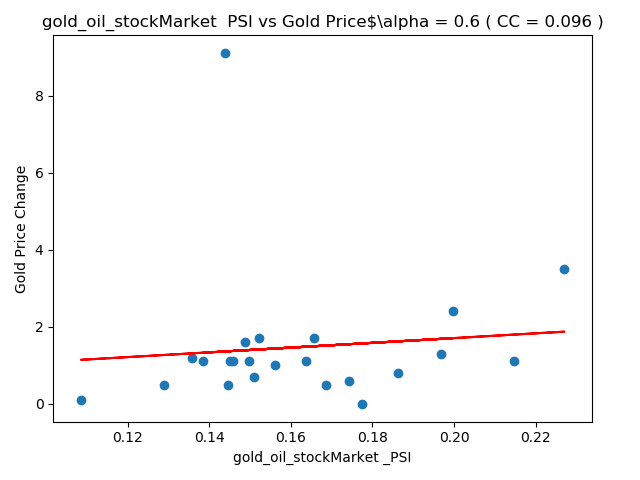 gold_oil_stockMarket  PSI vs Gold Price$\alpha = 0.6 ( CC = 0.096 )
Gold Price Change
8
6
4
2
0
0.12 0.14 0.16 0.18 0.20 0.22
gold_oil_stockMarket _PSI